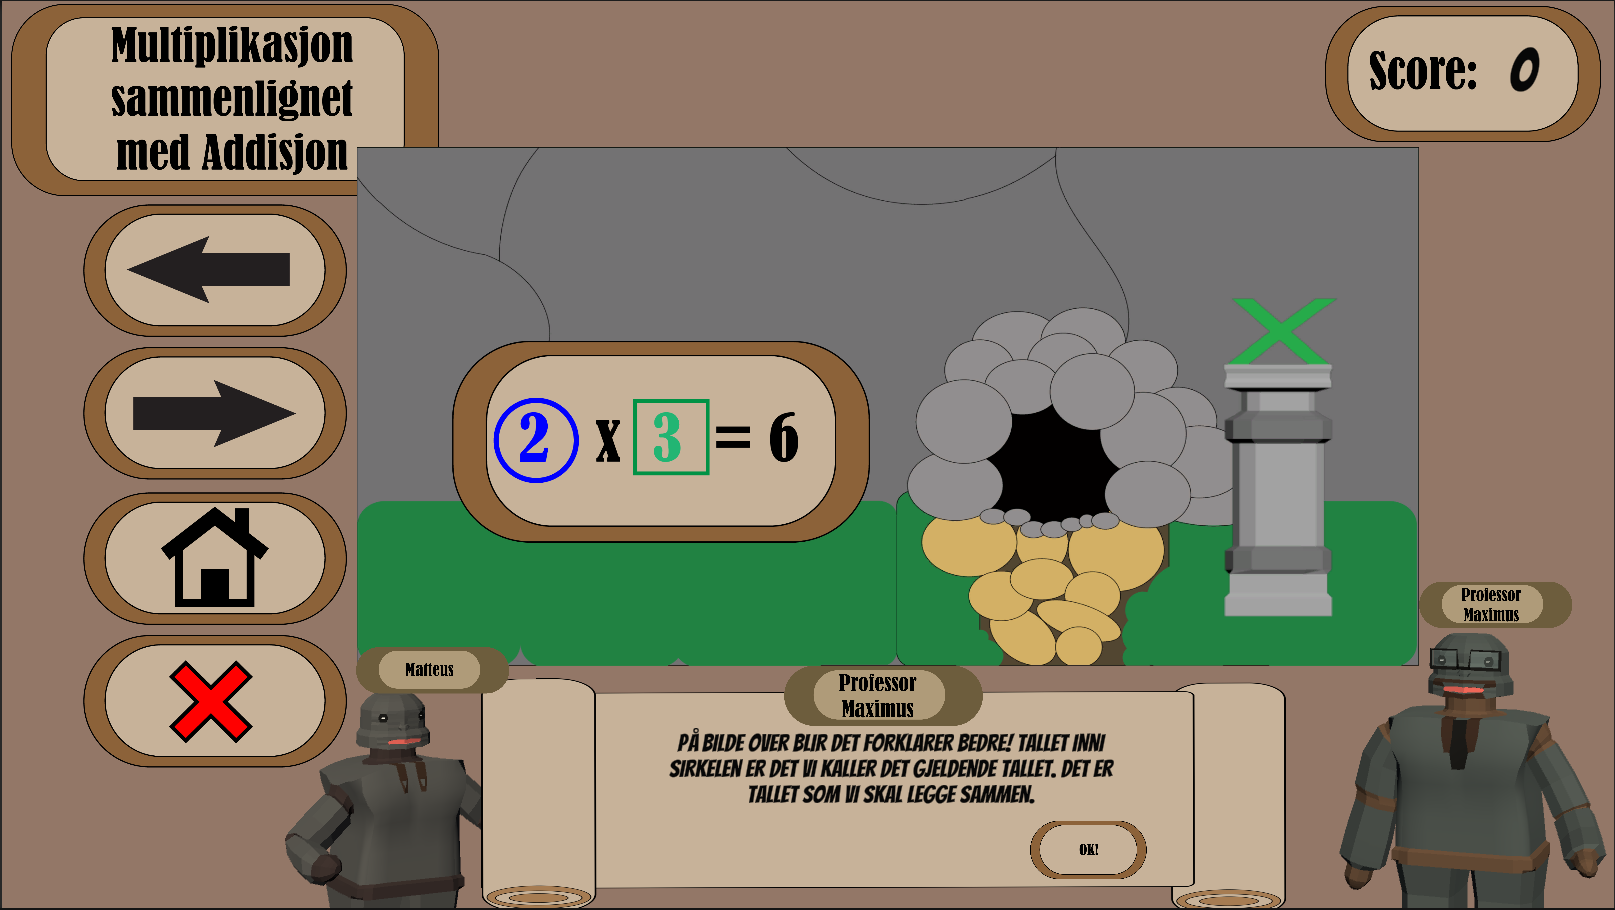 Multiplikasjon
sammenlignet
med Addisjon
Score: 0
2 x 3 = 6
Professor
Maximus
Matteus
Professor
Maximus
PÅ BILDE OVER BLIR DET FORKLARER BEDRE! TALLET INNI
SIRKELEN ER DET VI KALLER DET GJELDENDE TALLET. DET ER
TALLET SOM VI SKAL LEGGE SAMMEN.
OK!